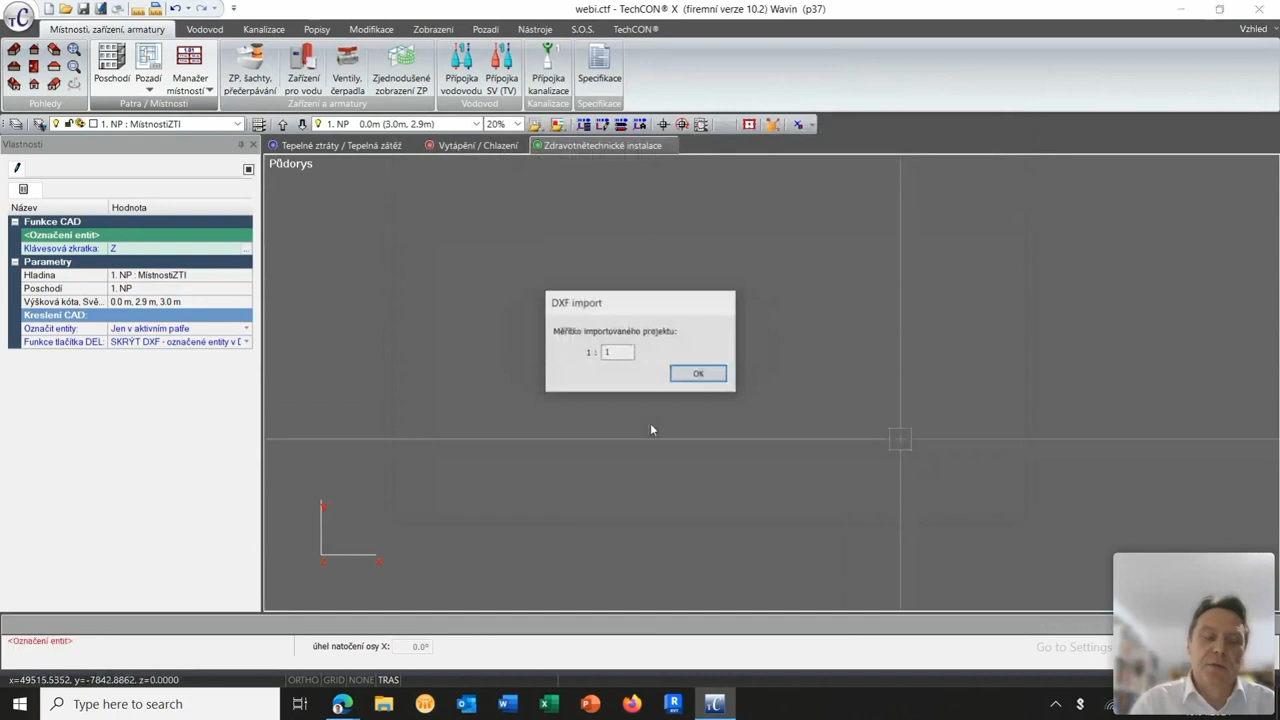 webi.ctf - TechCON® X (firemní verze 10.2) Wavin (p37)
Místnosti, zařízení, armatury
Vodovod
Kanalizace
Popisy
Modifikace
Zobrazení
Pozadí
Nástroje
S.O.S.
TechCON®
Vzhled
Poschodí
Pozadí
Manažer
místností
ZP, šachty,
přečerpávání
Zařízení
pro vodu
Ventily,
čerpadla
Zjednodušené
zobrazení ZP
Přípojka
vodovodu
Přípojka
SV (TV)
Přípojka
kanalizace
Specifikace
Pohledy
Patra / Místnosti
Zařízení a armatury
Vodovod
Kanalizace
Specifikace
1. NP : MístnostiZTI
1. NP 0.0m (3.0m, 2.9m)
20%
Vlastnosti
Tepelné ztráty / Tepelná zátěž
Vytápění / Chlazení
Zdravotnětechnické instalace
Půdorys
Název Hodnota
Funkce CAD
<Označení entit>
Klávesová zkratka: Z
Parametry
Hladina 1. NP : MístnostiZTI
Poschodí 1. NP
Výšková kóta, Svě... 0.0 m, 2.9 m, 3.0 m
Kreslení CAD:
Označit entity: Jen v aktivním patře
Funkce tlačítka DEL: SKRÝT DXF - označené entity v D
DXF import
Měřítko importovaného projektu:
1 : 1
OK
<Označení entit>
úhel natočení osy X: 0.0°
Go to Settings
x=49515.5352, y=-7842.8862, z=0.0000
ORTHO GRID NONE TRAS
Type here to search